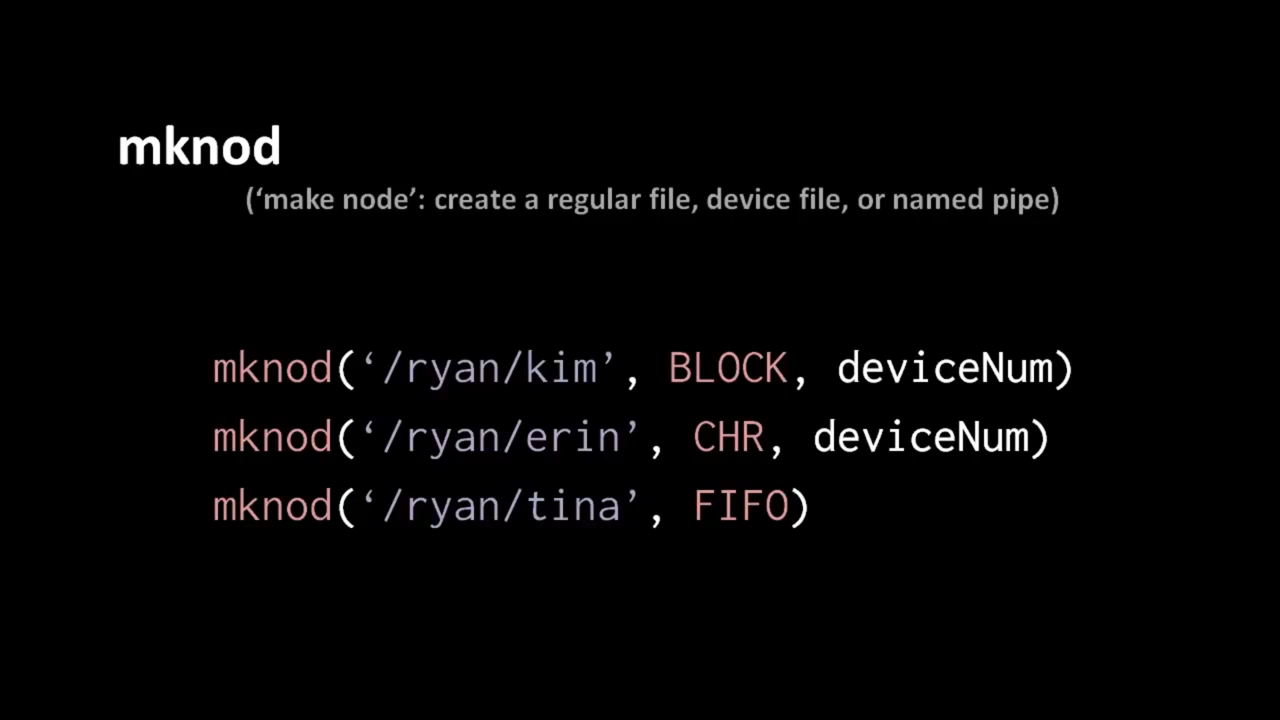 mknod
(‘make node’: create a regular file, device file, or named pipe)
mknod(‘/ryan/kim’, BLOCK, deviceNum)
mknod(‘/ryan/erin’, CHR, deviceNum)
mknod(‘/ryan/tina’, FIFO)